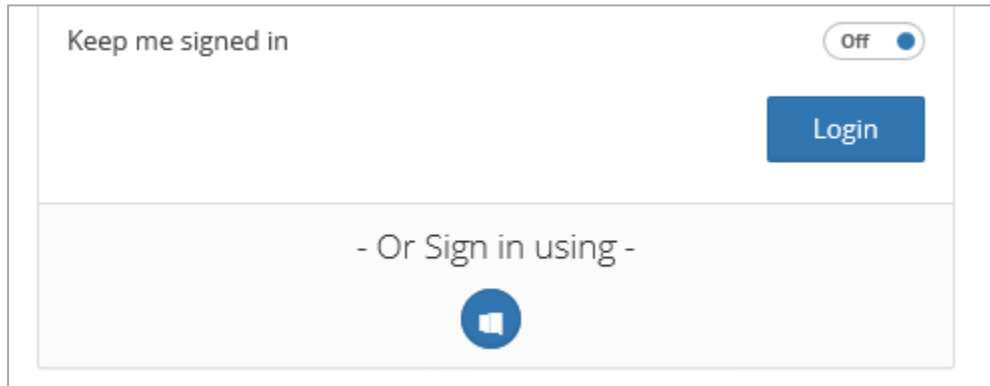 Keep me signed in
Off
Login
- Or Sign in using -